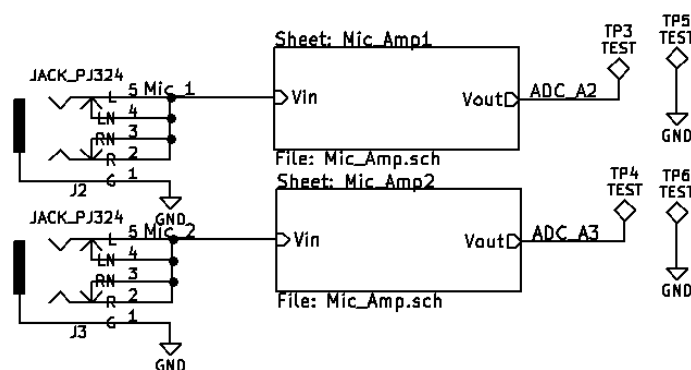 Sheet: Mic_Amp1
TP3
TEST
TP5
TEST
JACK_PJ324
L 5 Mic_1
LN 4
RN 3
R 2
G 1
J2
GND
Vin
Vout
ADC_A2
GND
File: Mic_Amp.sch
Sheet: Mic_Amp2
TP4
TEST
TP6
TEST
JACK_PJ324
L 5 Mic_2
LN 4
RN 3
R 2
G 1
J3
GND
Vin
Vout
ADC_A3
GND
File: Mic_Amp.sch